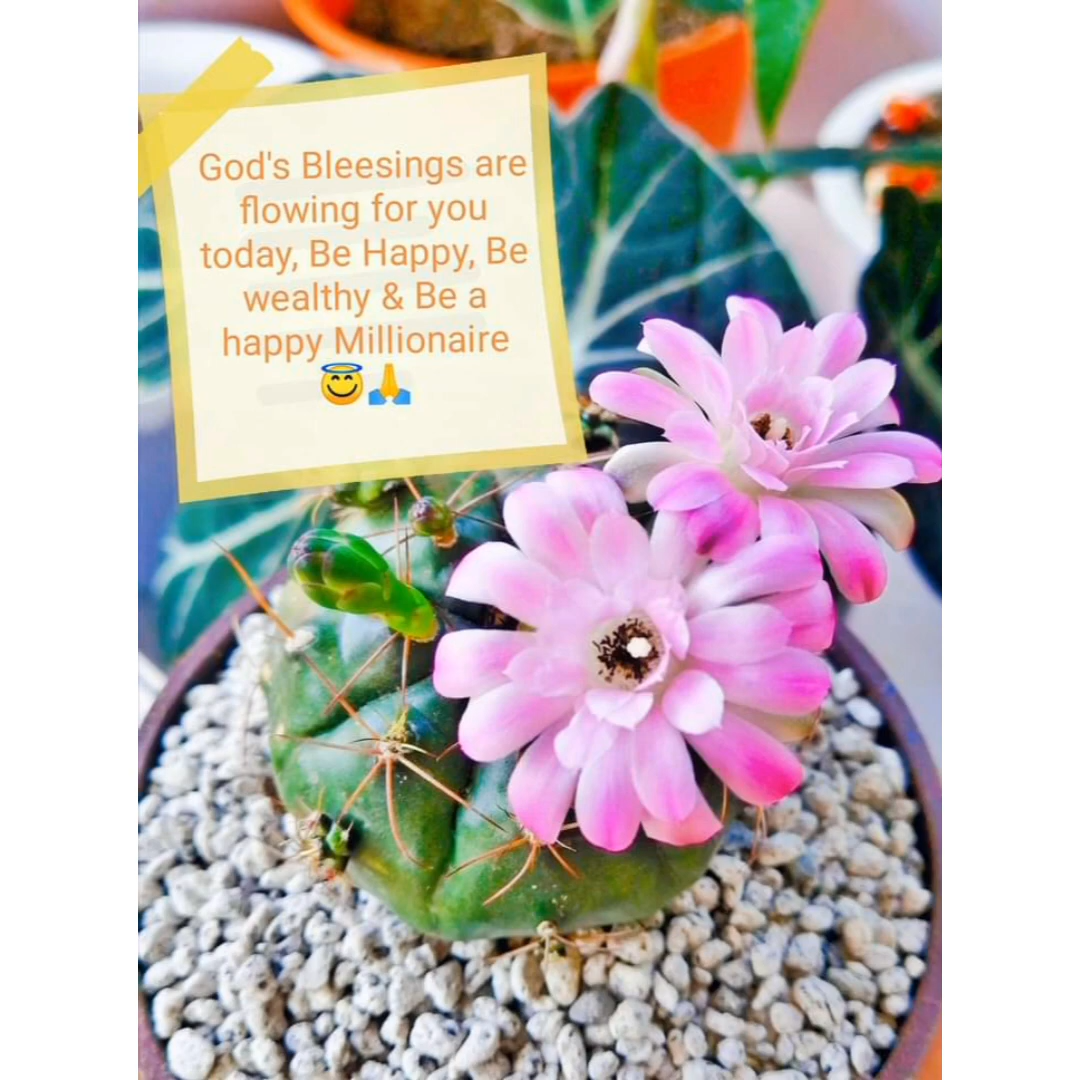 God's Bleesings are
flowing for you
today, Be Happy, Be
wealthy & Be a
happy Millionaire
😇🙏